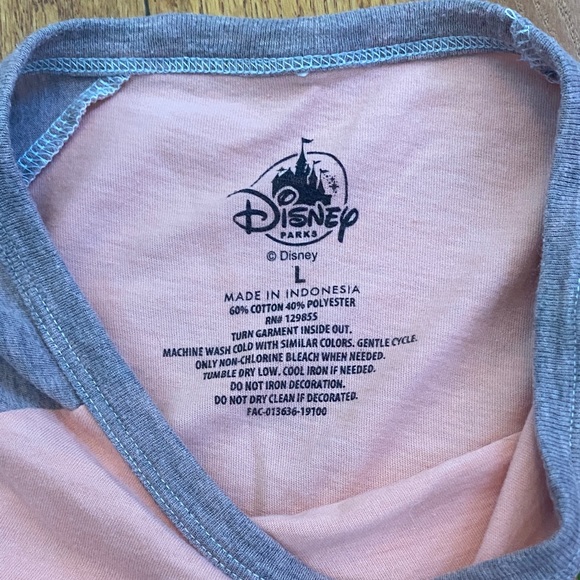 Disney
PARKS
© Disney
L
MADE IN INDONESIA
60% COTTON 40% POLYESTER
RN# 129855
TURN GARMENT INSIDE OUT.
MACHINE WASH COLD WITH SIMILAR COLORS. GENTLE CYCLE.
ONLY NON-CHLORINE BLEACH WHEN NEEDED.
TUMBLE DRY LOW. COOL IRON IF NEEDED.
DO NOT IRON DECORATION.
DO NOT DRY CLEAN IF DECORATED.
FAC-013636-19100